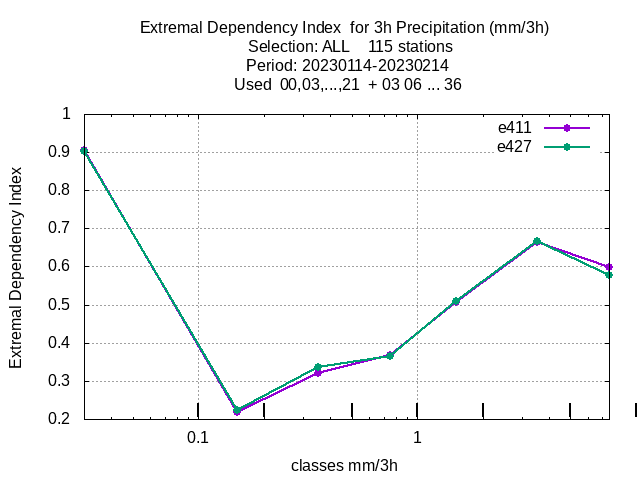 Extremal Dependency Index  for 3h Precipitation (mm/3h)
Selection: ALL    115 stations
Period: 20230114-20230214
Used  00,03,...,21  + 03 06 ... 36
e411
e427
1
0.9
0.8
0.7
0.6
0.5
0.4
0.3
0.2
Extremal Dependency Index
0.1
1
classes mm/3h